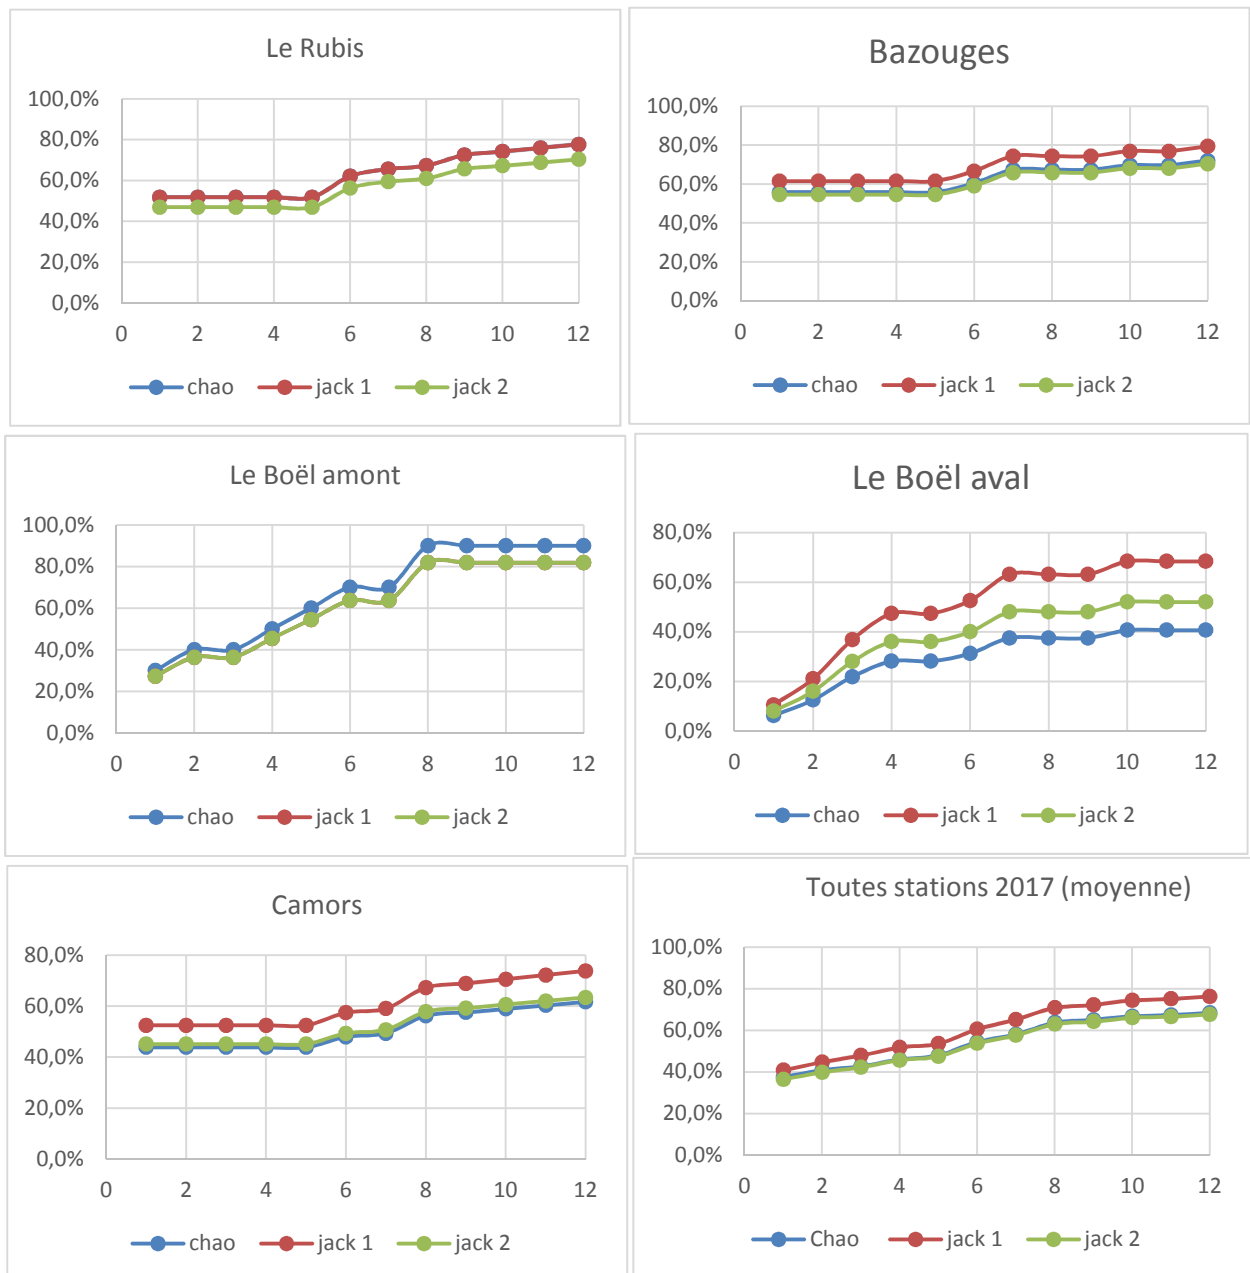 Le Rubis
100,0%
80,0%
60,0%
40,0%
20,0%
0,0%
0 2 4 6 8 10 12
chao jack 1 jack 2
Bazouges
100,0%
80,0%
60,0%
40,0%
20,0%
0,0%
0 2 4 6 8 10 12
chao jack 1 jack 2
Le Boël amont
100,0%
80,0%
60,0%
40,0%
20,0%
0,0%
0 2 4 6 8 10 12
chao jack 1 jack 2
Le Boël aval
80,0%
60,0%
40,0%
20,0%
0,0%
0 2 4 6 8 10 12
chao jack 1 jack 2
Camors
80,0%
60,0%
40,0%
20,0%
0,0%
0 2 4 6 8 10 12
chao jack 1 jack 2
Toutes stations 2017 (moyenne)
100,0%
80,0%
60,0%
40,0%
20,0%
0,0%
0 2 4 6 8 10 12
Chao jack 1 jack 2